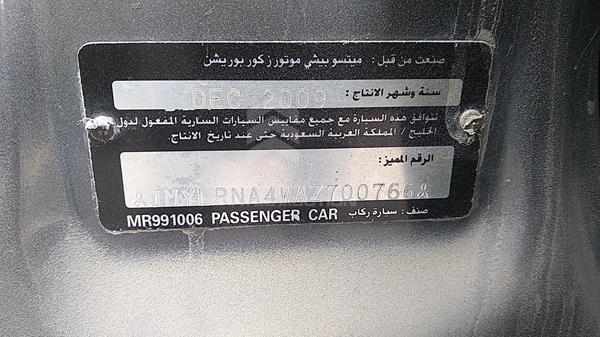 صنعت من قبل : ميتسوبيشي موتورز كوربوريشن
سنة وشهر الانتاج :
DEC 2009
تتوافق هذه السيارة مع جميع مقاييس السيارات السارية المفعول لدول
الخليج / المملكة العربية السعودية حتى عند تاريخ الانتاج.
الرقم المميز :
MR991006 PASSENGER CAR صنف : سيارة ركاب